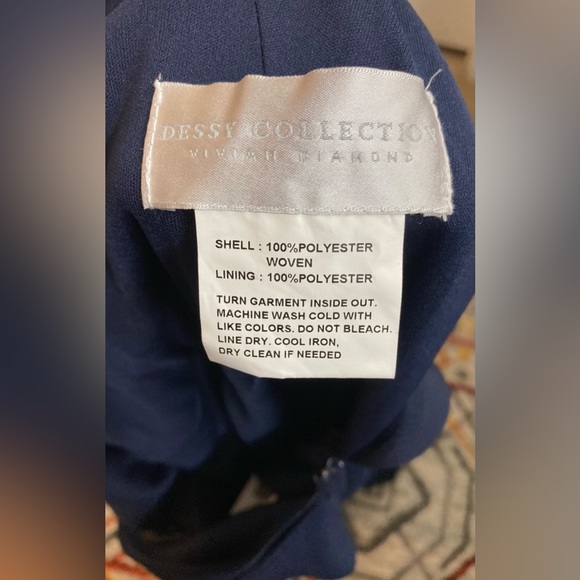 DESSY COLLECTION
VIVIAN DIAMOND
SHELL : 100%POLYESTER
WOVEN
LINING : 100%POLYESTER
TURN GARMENT INSIDE OUT.
MACHINE WASH COLD WITH
LIKE COLORS. DO NOT BLEACH.
LINE DRY. COOL IRON,
DRY CLEAN IF NEEDED